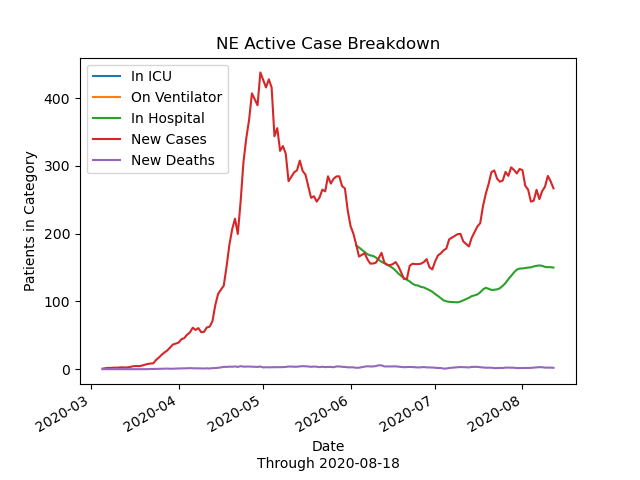 NE Active Case Breakdown
In ICU
On Ventilator
In Hospital
New Cases
New Deaths
Patients in Category
400
300
200
100
0
2020-03
2020-04
2020-05
2020-06
2020-07
2020-08
Date
Through 2020-08-18